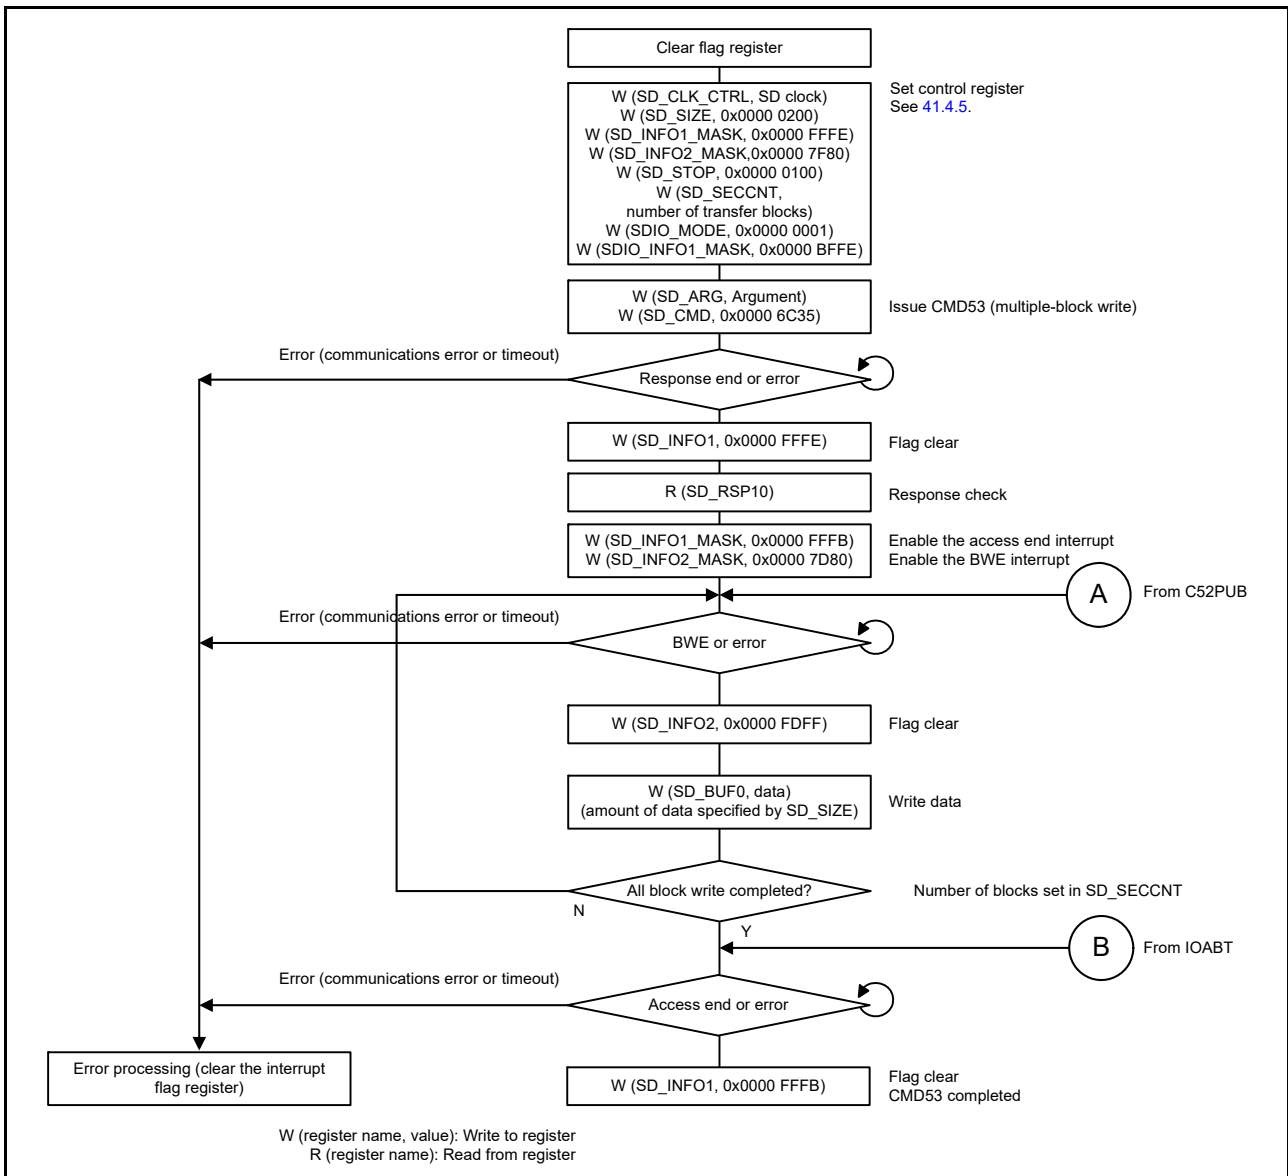 Clear flag register
W (SD_CLK_CTRL, SD clock)
W (SD_SIZE, 0x0000 0200)
W (SD_INFO1_MASK, 0x0000 FFFE)
W (SD_INFO2_MASK,0x0000 7F80)
W (SD_STOP, 0x0000 0100)
W (SD_SECCNT,
number of transfer blocks)
W (SDIO_MODE, 0x0000 0001)
W (SDIO_INFO1_MASK, 0x0000 BFFE)
Set control register
See 41.4.5.
W (SD_ARG, Argument)
W (SD_CMD, 0x0000 6C35)
Issue CMD53 (multiple-block write)
Error (communications error or timeout)
Response end or error
W (SD_INFO1, 0x0000 FFFE)
Flag clear
R (SD_RSP10)
Response check
W (SD_INFO1_MASK, 0x0000 FFFB)
W (SD_INFO2_MASK, 0x0000 7D80)
Enable the access end interrupt
Enable the BWE interrupt
A
From C52PUB
Error (communications error or timeout)
BWE or error
W (SD_INFO2, 0x0000 FDFF)
Flag clear
W (SD_BUF0, data)
(amount of data specified by SD_SIZE)
Write data
All block write completed?
Number of blocks set in SD_SECCNT
N
Y
B
From IOABT
Error (communications error or timeout)
Access end or error
Error processing (clear the interrupt
flag register)
W (SD_INFO1, 0x0000 FFFB)
Flag clear
CMD53 completed
W (register name, value): Write to register
R (register name): Read from register